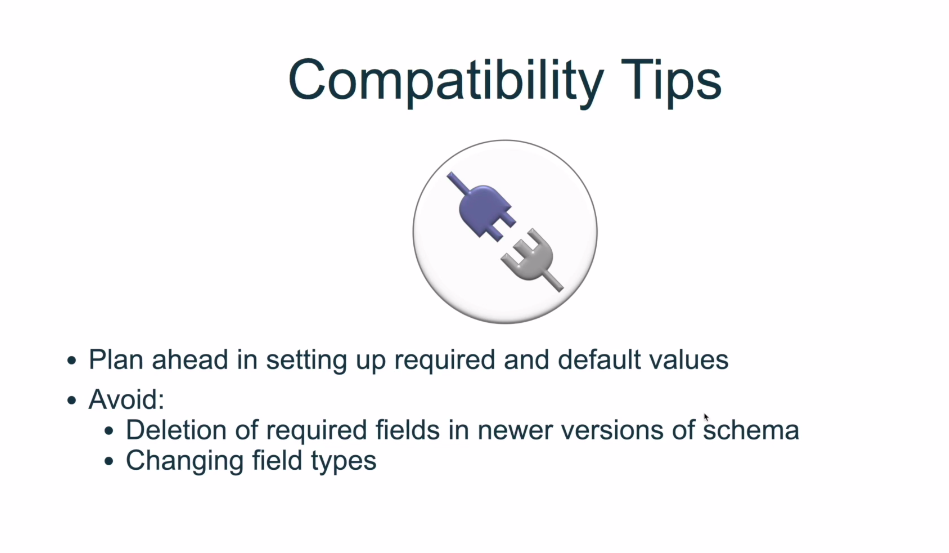 Compatibility Tips
• Plan ahead in setting up required and default values
• Avoid:
• Deletion of required fields in newer versions of schema
• Changing field types